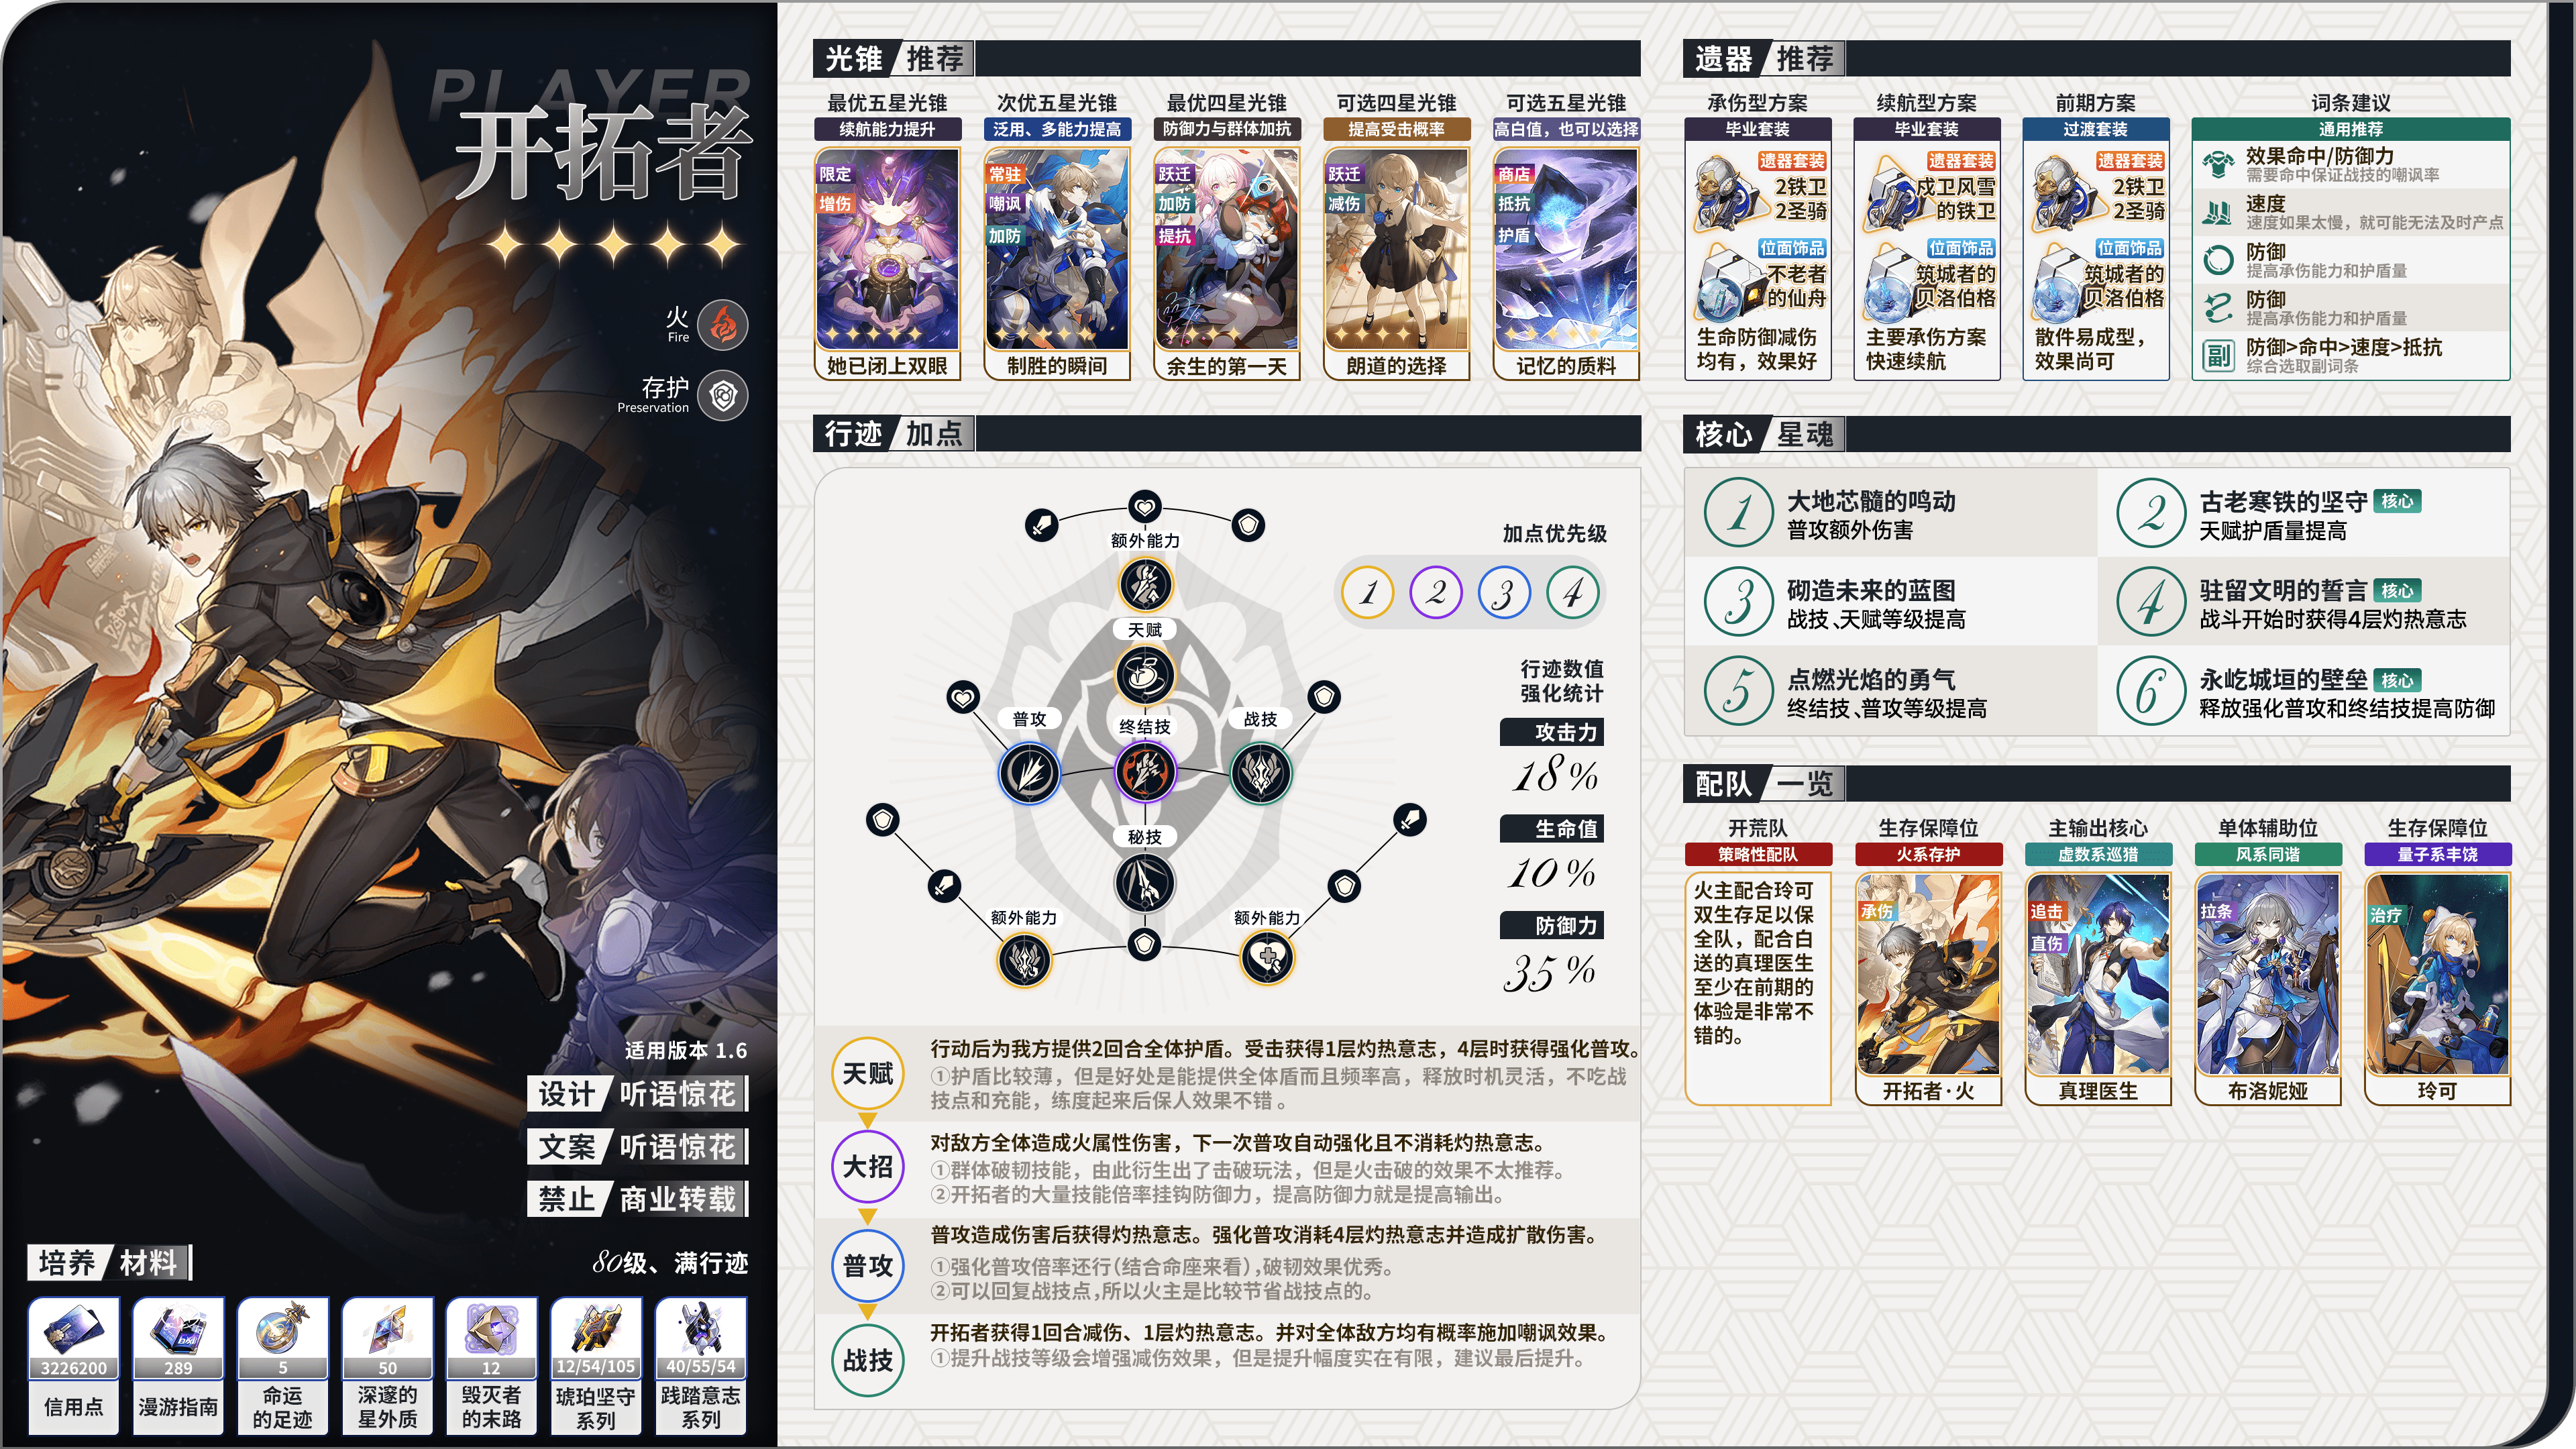 PLAYER
开拓者
火
Fire
存护
Preservation
适用版本 1.6
设计 听语惊花
文案 听语惊花
禁止 商业转载
培养 材料
80级、满行迹
3226200
信用点
289
漫游指南
5
命运
的足迹
50
深邃的
星外质
12
毁灭者
的末路
12/54/105
琥珀坚守
系列
40/55/54
践踏意志
系列
光锥 推荐
最优五星光锥
续航能力提升
限定
增伤
她已闭上双眼
次优五星光锥
泛用、多能力提高
常驻
嘲讽
加防
制胜的瞬间
最优四星光锥
防御力与群体加抗
跃迁
加防
提抗
余生的第一天
可选四星光锥
提高受击概率
跃迁
减伤
朗道的选择
可选五星光锥
高白值，也可以选择
商店
抵抗
护盾
记忆的质料
行迹 加点
额外能力
天赋
普攻
终结技
战技
秘技
额外能力
额外能力
加点优先级
1 2 3 4
行迹数值
强化统计
攻击力
18%
生命值
10%
防御力
35%
天赋
行动后为我方提供2回合全体护盾。受击获得1层灼热意志，4层时获得强化普攻。
①护盾比较薄，但是好处是能提供全体盾而且频率高，释放时机灵活，不吃战
技点和充能，练度起来后保人效果不错。
大招
对敌方全体造成火属性伤害，下一次普攻自动强化且不消耗灼热意志。
①群体破韧技能，由此衍生出了击破玩法，但是火击破的效果不太推荐。
②开拓者的大量技能倍率挂钩防御力，提高防御力就是提高输出。
普攻
普攻造成伤害后获得灼热意志。强化普攻消耗4层灼热意志并造成扩散伤害。
①强化普攻倍率还行(结合命座来看),破韧效果优秀。
②可以回复战技点,所以火主是比较节省战技点的。
战技
开拓者获得1回合减伤、1层灼热意志。并对全体敌方均有概率施加嘲讽效果。
①提升战技等级会增强减伤效果，但是提升幅度实在有限，建议最后提升。
遗器 推荐
承伤型方案
毕业套装
遗器套装
2铁卫
2圣骑
位面饰品
不老者
的仙舟
生命防御减伤
均有，效果好
续航型方案
毕业套装
遗器套装
戍卫风雪
的铁卫
位面饰品
筑城者的
贝洛伯格
主要承伤方案
快速续航
前期方案
过渡套装
遗器套装
2铁卫
2圣骑
位面饰品
筑城者的
贝洛伯格
散件易成型，
效果尚可
词条建议
通用推荐
效果命中/防御力
需要命中保证战技的嘲讽率
速度
速度如果太慢，就可能无法及时产点
防御
提高承伤能力和护盾量
防御
提高承伤能力和护盾量
副
防御>命中>速度>抵抗
综合选取副词条
核心 星魂
1
大地芯髓的鸣动
普攻额外伤害
2
古老寒铁的坚守 核心
天赋护盾量提高
3
砌造未来的蓝图
战技、天赋等级提高
4
驻留文明的誓言 核心
战斗开始时获得4层灼热意志
5
点燃光焰的勇气
终结技、普攻等级提高
6
永屹城垣的壁垒 核心
释放强化普攻和终结技提高防御
配队 一览
开荒队
策略性配队
火主配合玲可
双生存足以保
全队，配合白
送的真理医生
至少在前期的
体验是非常不
错的。
生存保障位
火系存护
承伤
开拓者·火
主输出核心
虚数系巡猎
追击
直伤
真理医生
单体辅助位
风系同谐
拉条
布洛妮娅
生存保障位
量子系丰饶
治疗
玲可